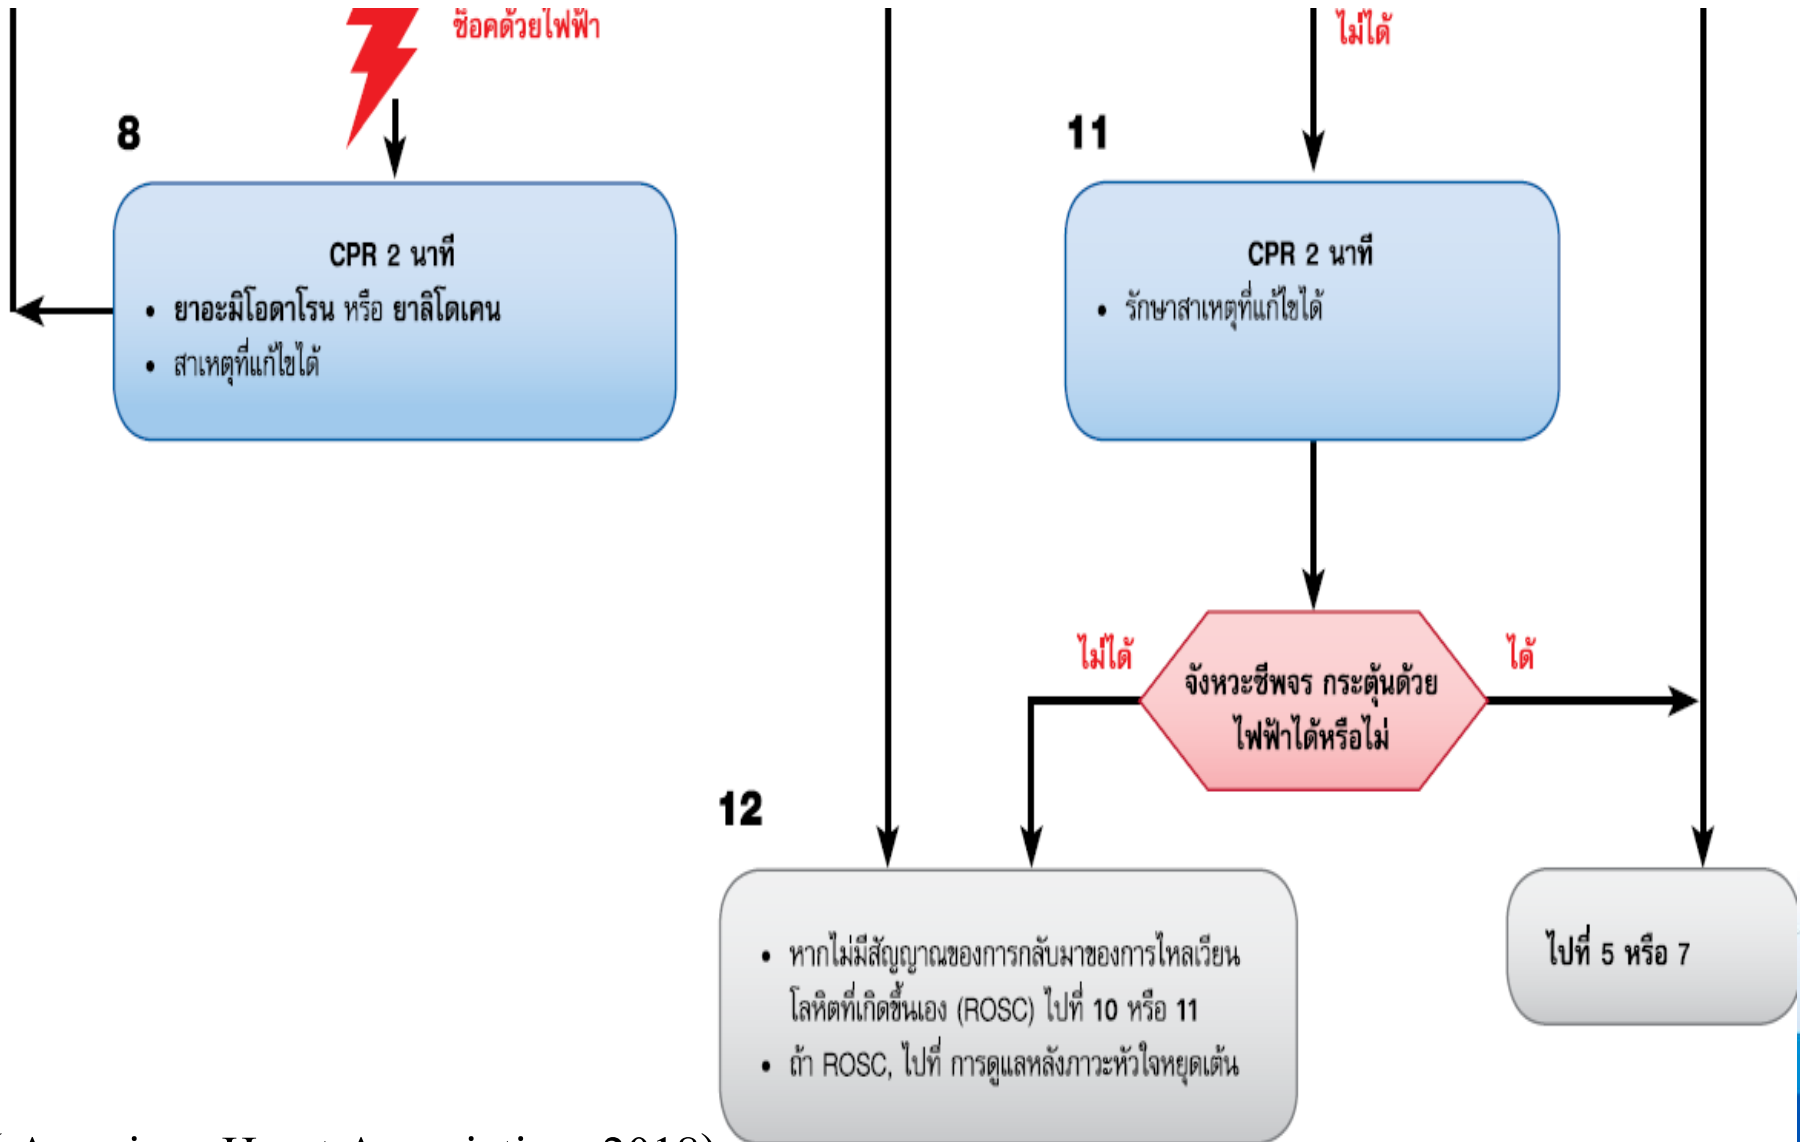 ช็อคด้วยไฟฟ้า
ไม่ได้
8
CPR 2 นาที
• ยาอะมิโอดาโรน หรือ ยาลิโดเคน
• สาเหตุที่แก้ไขได้
11
CPR 2 นาที
• รักษาสาเหตุที่แก้ไขได้
ไม่ได้
ได้
จังหวะชีพจร กระตุ้นด้วย
ไฟฟ้าได้หรือไม่
12
• หากไม่มีสัญญาณของการกลับมาของการไหลเวียน
โลหิตที่เกิดขึ้นเอง (ROSC) ไปที่ 10 หรือ 11
• ถ้า ROSC, ไปที่ การดูแลหลังภาวะหัวใจหยุดเต้น
ไปที่ 5 หรือ 7
American Heart Association, 2018)